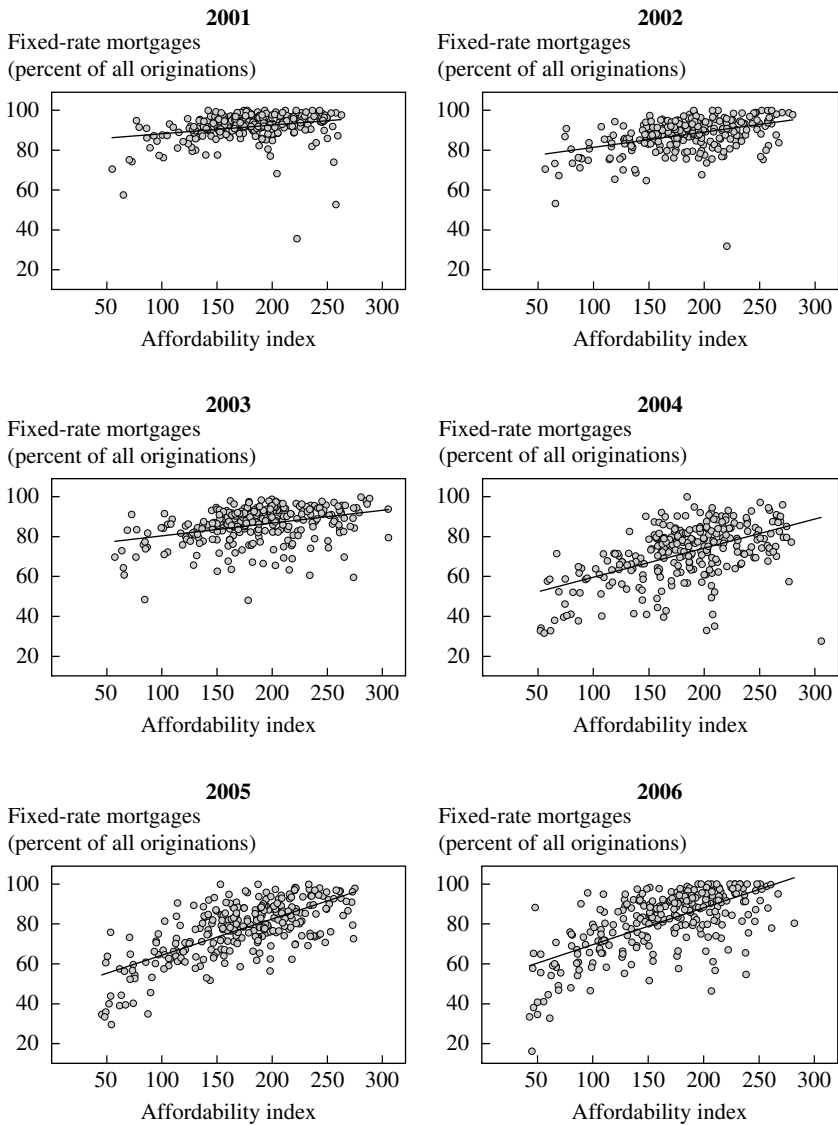 2001
Fixed-rate mortgages
(percent of all originations)
100
80
60
40
20
50 100 150 200 250 300
Affordability index
2002
Fixed-rate mortgages
(percent of all originations)
100
80
60
40
20
50 100 150 200 250 300
Affordability index
2003
Fixed-rate mortgages
(percent of all originations)
100
80
60
40
20
50 100 150 200 250 300
Affordability index
2004
Fixed-rate mortgages
(percent of all originations)
100
80
60
40
20
50 100 150 200 250 300
Affordability index
2005
Fixed-rate mortgages
(percent of all originations)
100
80
60
40
20
50 100 150 200 250 300
Affordability index
2006
Fixed-rate mortgages
(percent of all originations)
100
80
60
40
20
50 100 150 200 250 300
Affordability index